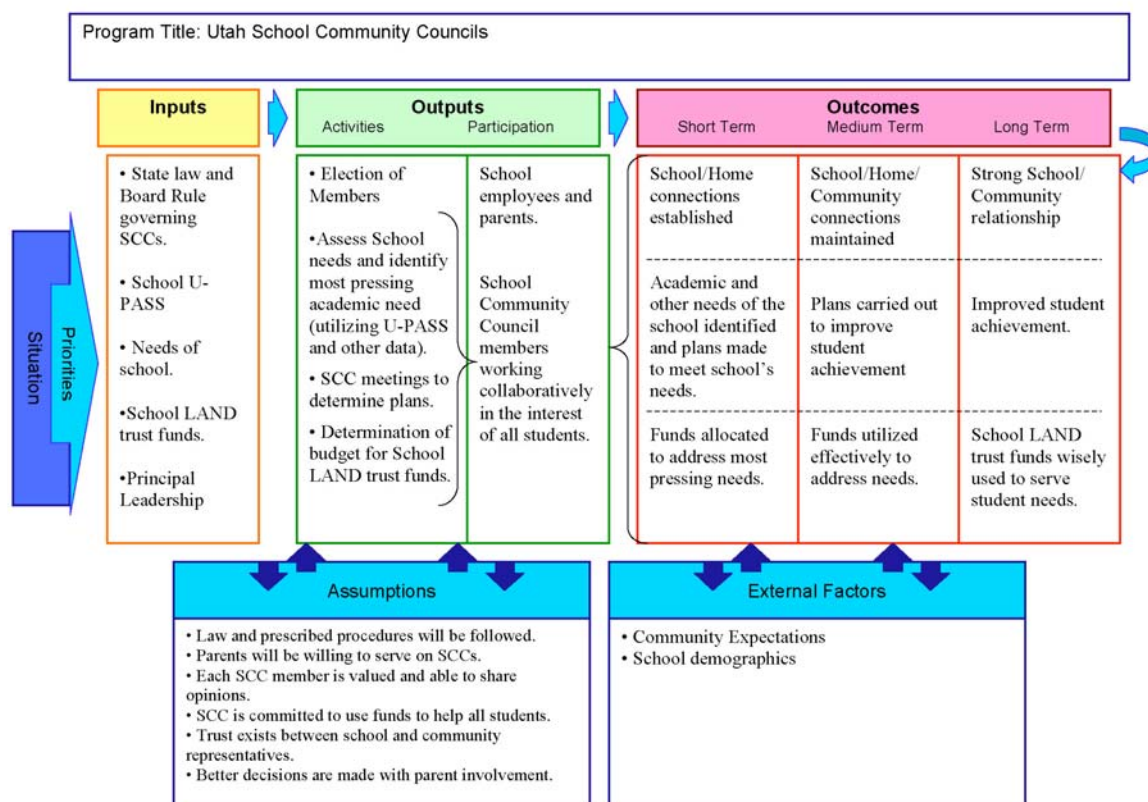 Program Title: Utah School Community Councils
Inputs
Outputs
Activities
Participation
Outcomes
Short Term
Medium Term
Long Term
Situation
Priorities
• State law and
Board Rule
governing
SCCs.
• School U-
PASS
• Needs of
school.
•School LAND
trust funds.
•Principal
Leadership
• Election of
Members
•Assess School
needs and identify
most pressing
academic need
(utilizing U-PASS
and other data).
• SCC meetings to
determine plans.
• Determination of
budget for School
LAND trust funds.
School
employees and
parents.
School
Community
Council
members
working
collaboratively
in the interest
of all students.
School/Home
connections
established
Academic and
other needs of the
school identified
and plans made
to meet school's
needs.
Funds allocated
to address most
pressing needs.
School/Home/
Community
connections
maintained
Plans carried out
to improve
student
achievement
Funds utilized
effectively to
address needs.
Strong School/
Community
relationship
Improved student
achievement.
School LAND
trust funds wisely
used to serve
student needs.
Assumptions
• Law and prescribed procedures will be followed.
• Parents will be willing to serve on SCCs.
• Each SCC member is valued and able to share
opinions.
• SCC is committed to use funds to help all students.
• Trust exists between school and community
representatives.
• Better decisions are made with parent involvement.
External Factors
• Community Expectations
• School demographics